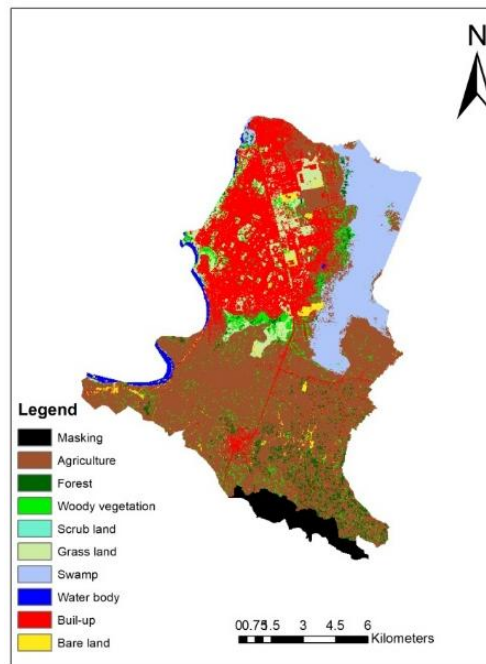 N
Legend
Masking
Agriculture
Forest
Woody vegetation
Scrub land
Grass land
Swamp
Water body
Buil-up
Bare land
00.751.5 3 4.5 6
Kilometers